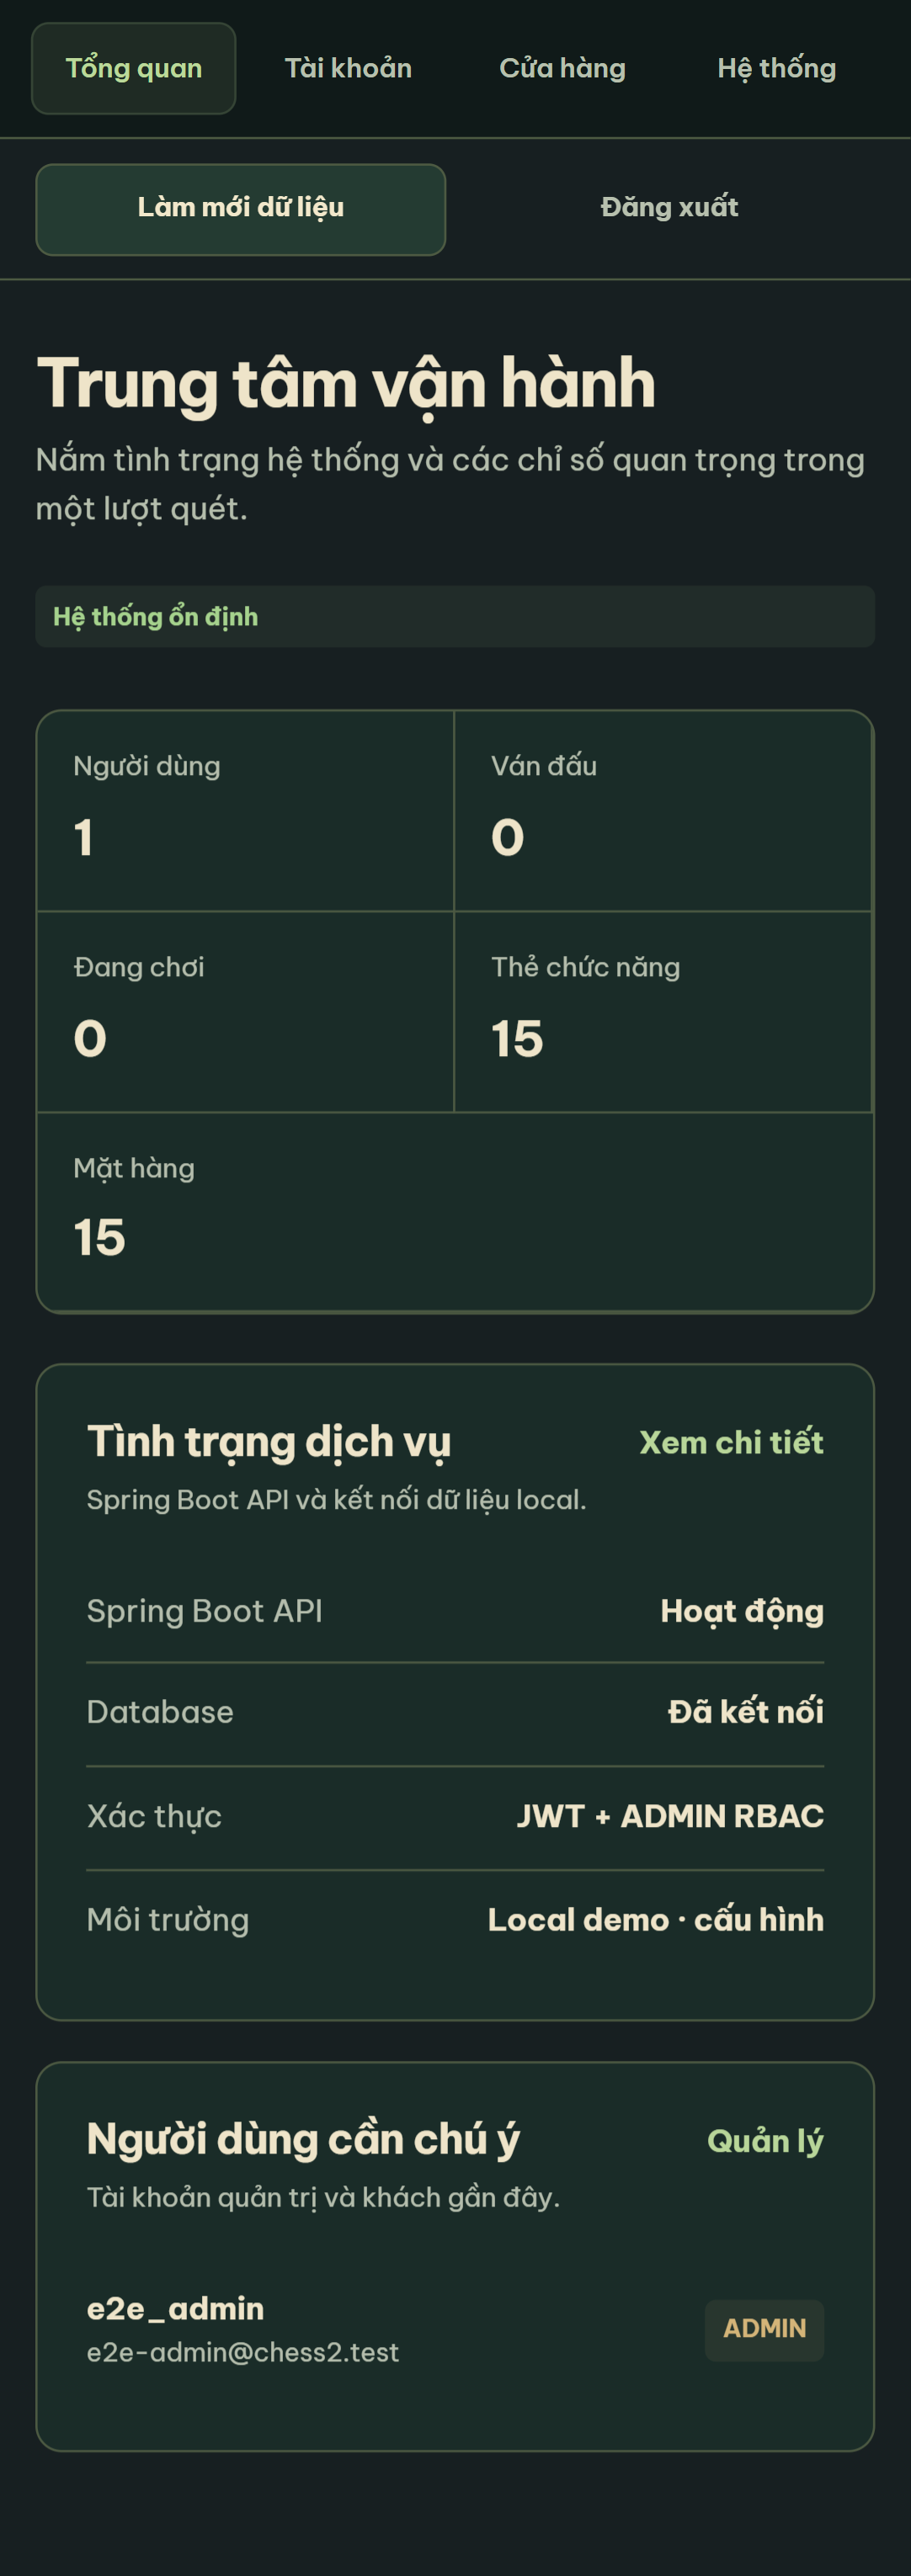 Tổng quan Tài khoản Cửa hàng Hệ thống
Làm mới dữ liệu Đăng xuất
Trung tâm vận hành
Nắm tình trạng hệ thống và các chỉ số quan trọng trong
một lượt quét.
Hệ thống ổn định
Người dùng Ván đấu
1 0
Đang chơi Thẻ chức năng
0 15
Mặt hàng
15
Tình trạng dịch vụ Xem chi tiết
Spring Boot API và kết nối dữ liệu local.
Spring Boot API Hoạt động
Database Đã kết nối
Xác thực JWT + ADMIN RBAC
Môi trường Local demo · cấu hình
Người dùng cần chú ý Quản lý
Tài khoản quản trị và khách gần đây.
e2e_admin
ADMIN
e2e-admin@chess2.test